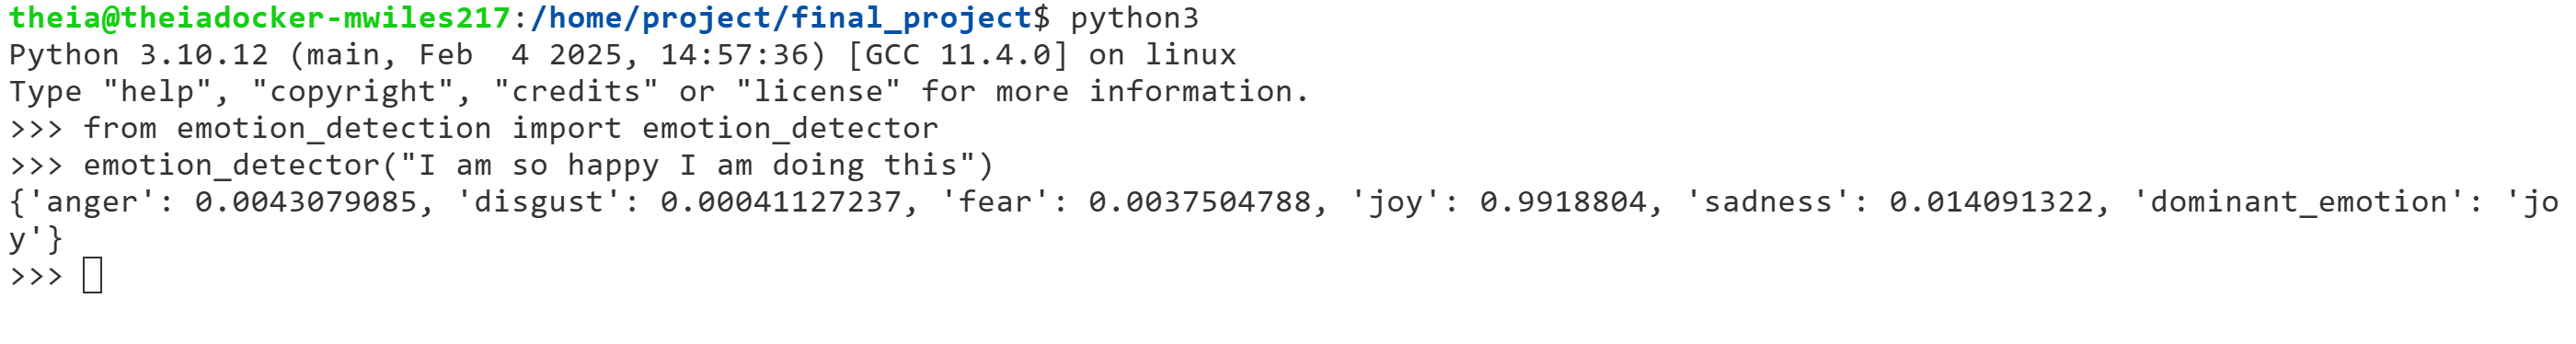 theia@theiadocker-mwiles217:/home/project/final_project$ python3
Python 3.10.12 (main, Feb  4 2025, 14:57:36) [GCC 11.4.0] on linux
Type "help", "copyright", "credits" or "license" for more information.
>>> from emotion_detection import emotion_detector
>>> emotion_detector("I am so happy I am doing this")
{'anger': 0.0043079085, 'disgust': 0.00041127237, 'fear': 0.0037504788, 'joy': 0.9918804, 'sadness': 0.014091322, 'dominant_emotion': 'jo
y'}
>>>